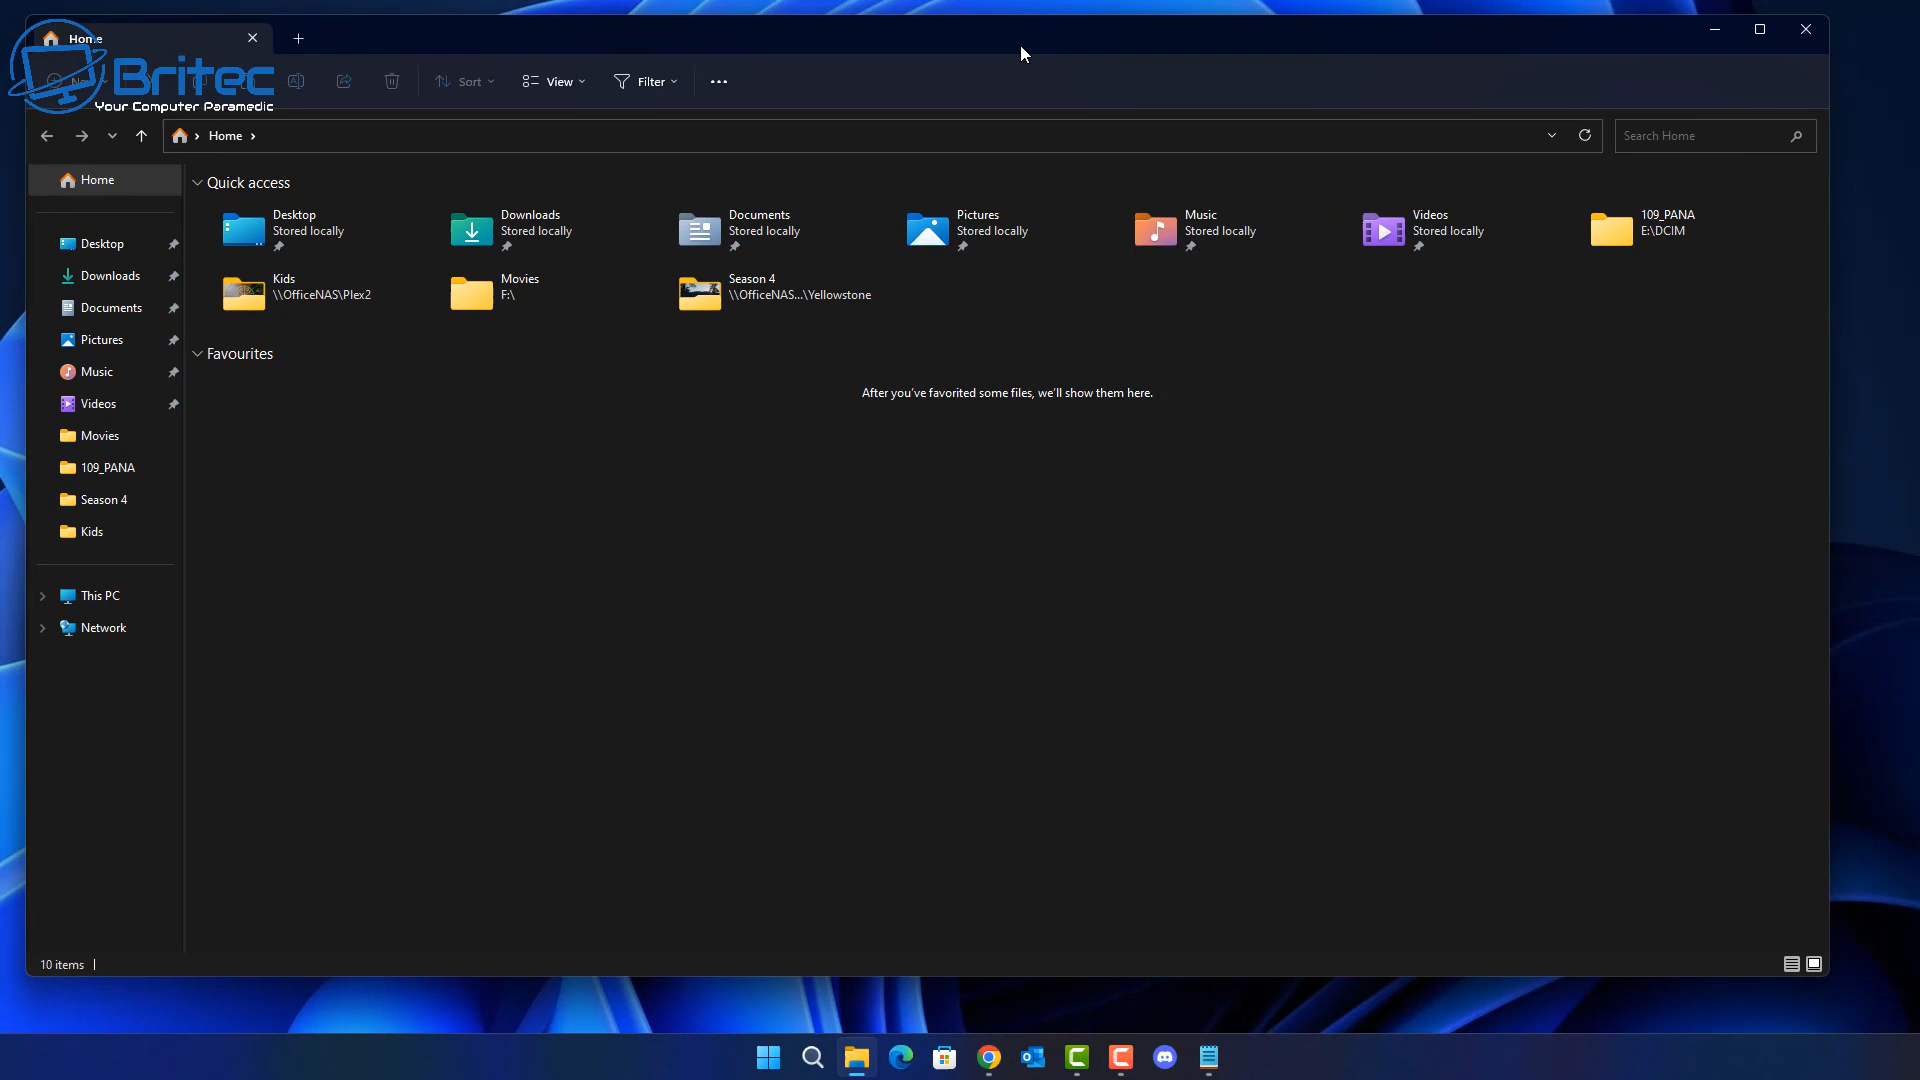 Home
Britec
Your Computer Paramedic
Sort
View
Filter
Home
Search Home
Home
Desktop
Downloads
Documents
Pictures
Music
Videos
Movies
109_PANA
Season 4
Kids
This PC
Network
Quick access
Desktop
Stored locally
Downloads
Stored locally
Documents
Stored locally
Pictures
Stored locally
Music
Stored locally
Videos
Stored locally
109_PANA
E:\DCIM
Kids
\\OfficeNAS\Plex2
Movies
F:\
Season 4
\\OfficeNAS...\Yellowstone
Favourites
After you've favorited some files, we'll show them here.
10 items